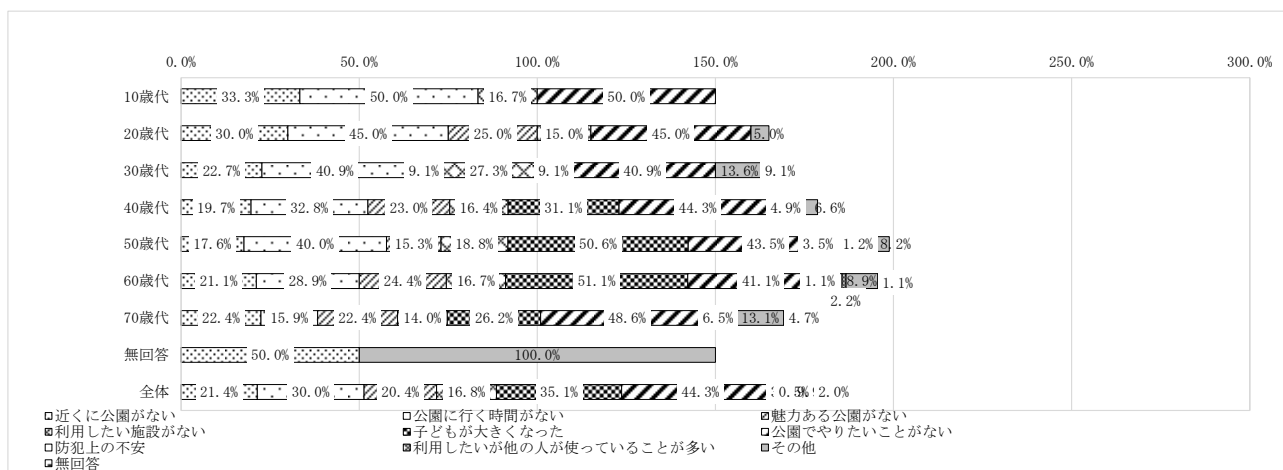 0.0% 50.0% 100.0% 150.0% 200.0% 250.0% 300.0%
10歳代 33.3% 50.0% 16.7% 50.0%
20歳代 30.0% 45.0% 25.0% 15.0% 45.0% 5.0%
30歳代 22.7% 40.9% 9.1% 27.3% 9.1% 40.9% 13.6% 9.1%
40歳代 19.7% 32.8% 23.0% 16.4% 31.1% 44.3% 4.9% 6.6%
50歳代 17.6% 40.0% 15.3% 18.8% 50.6% 43.5% 3.5% 1.2% 8.2%
60歳代 21.1% 28.9% 24.4% 16.7% 51.1% 41.1% 1.1% 8.9% 1.1%
2.2%
70歳代 22.4% 15.9% 22.4% 14.0% 26.2% 48.6% 6.5% 13.1% 4.7%
無回答 50.0% 100.0%
全体 21.4% 30.0% 20.4% 16.8% 35.1% 44.3% 0.5% 2.0%
近くに公園がない 公園に行く時間がない 魅力ある公園がない
利用したい施設がない 子どもが大きくなった 公園でやりたいことがない
防犯上の不安 利用したいが他の人が使っていることが多い その他
無回答